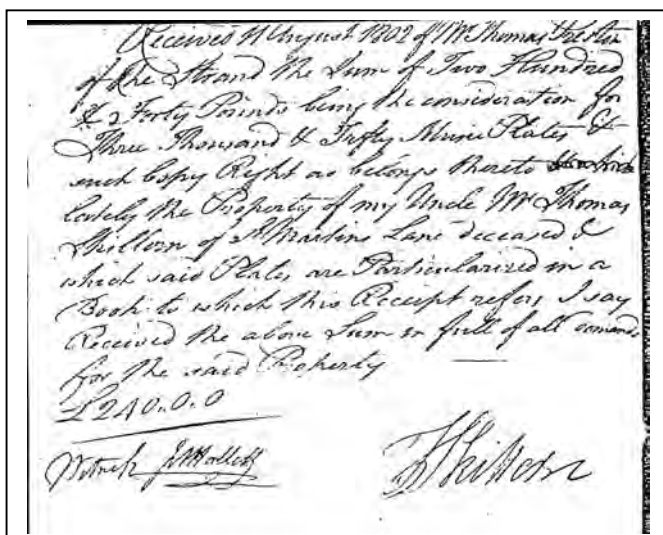 Received 11 August 1802 of Mr Thomas Preston
of the Strand the Sum of Two Hundred
& Forty Pounds being the consideration for
Three Thousand & Fifty Music Plates &
such Copy Right as belongs thereto
lately the Property of my Uncle Mr Thomas
Skillern of St Martins Lane deceased &
which said Plates are Particularized in a
Book to which this Receipt refers I say
Received the above Sum in full of all demands
for the said Property
£240.0.0
Witness
T Skillern